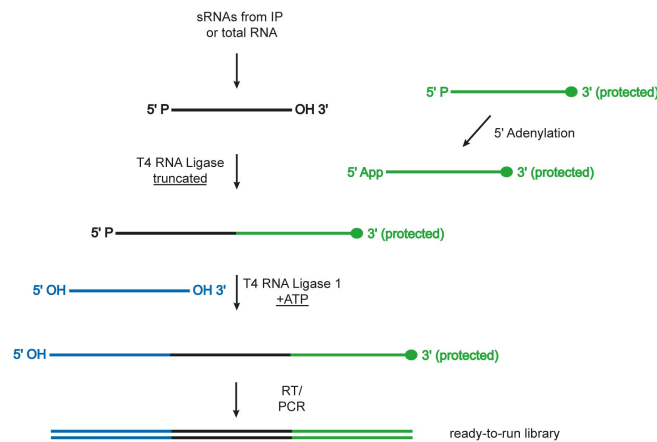 sRNAs from IP
or total RNA
5' P
OH 3'
5' P
3' (protected)
5' Adenylation
T4 RNA Ligase
truncated
5' App
3' (protected)
5' P
3' (protected)
5' OH
OH 3'
T4 RNA Ligase 1
+ATP
5' OH
3' (protected)
RT/
PCR
ready-to-run library